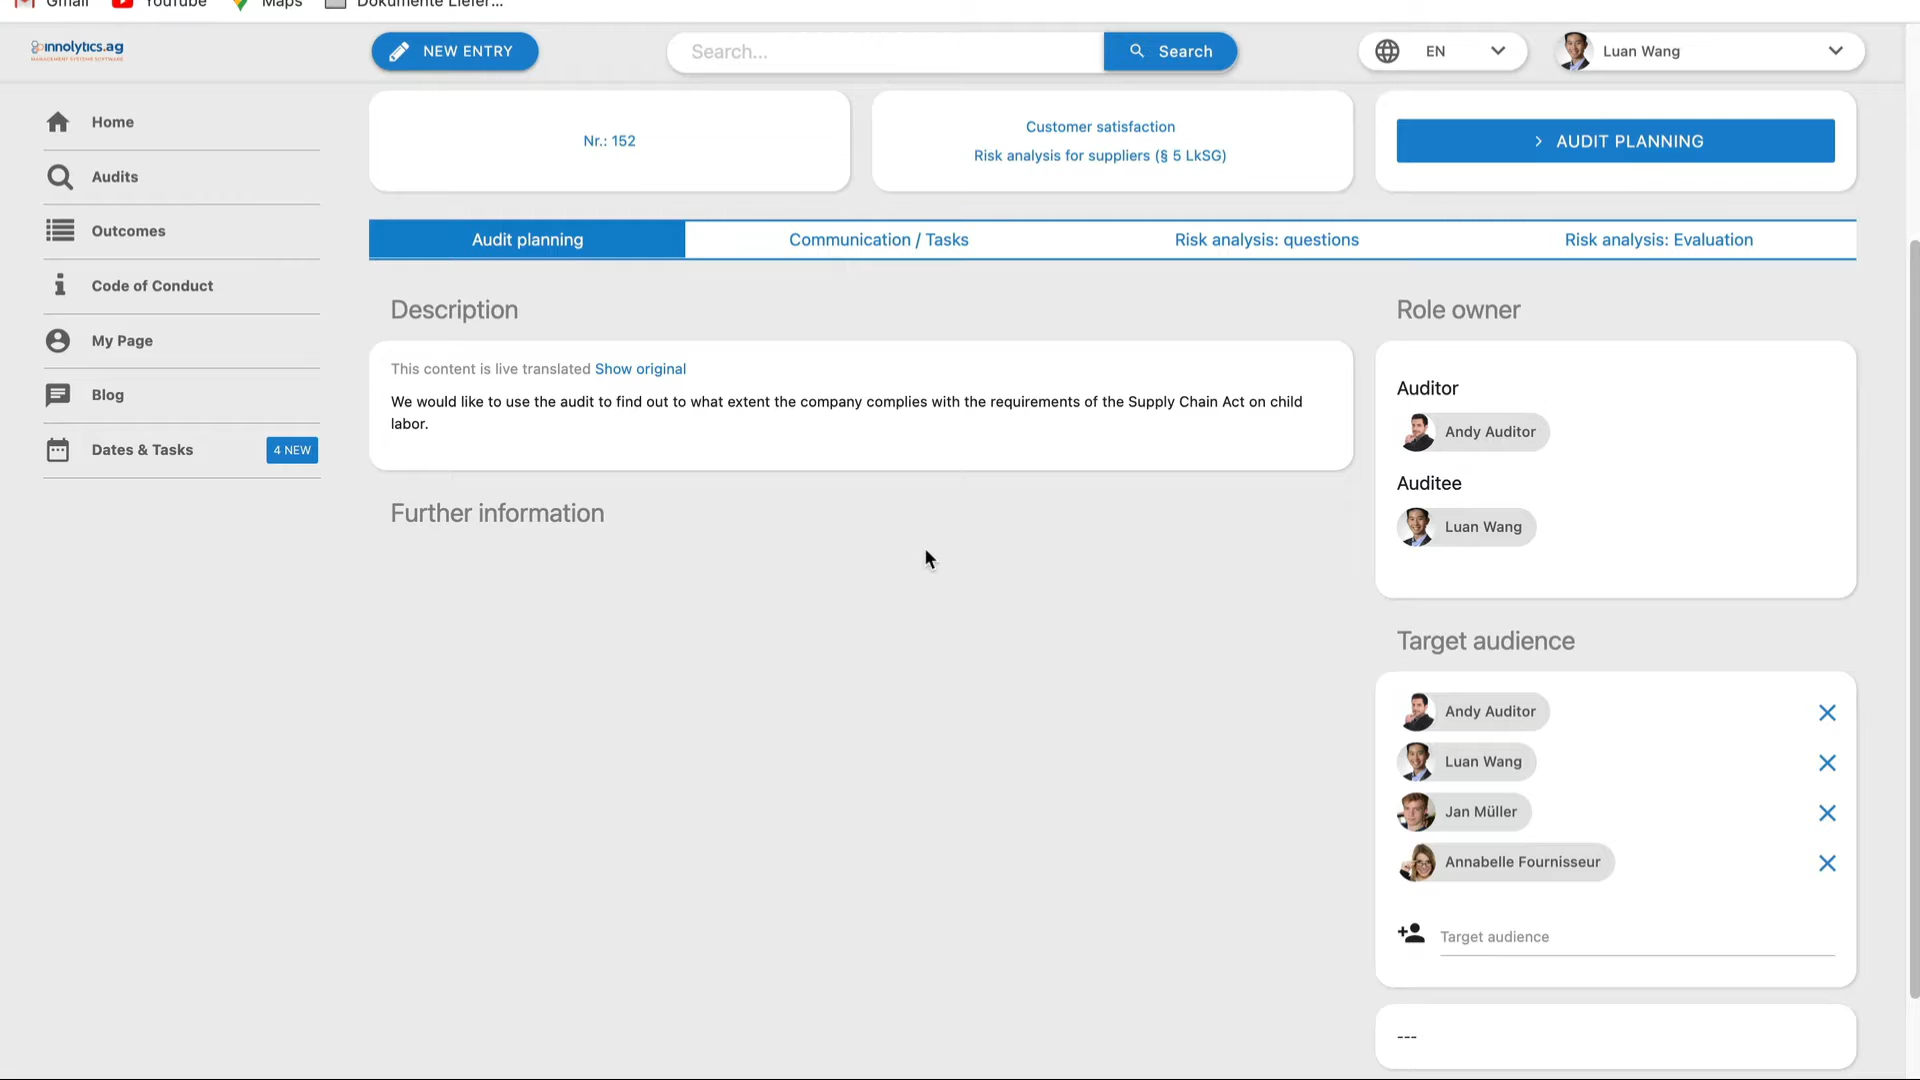 Gmail YouTube Maps Dokumente Liefer...
innolytics.ag
MANAGEMENT SYSTEMS SOFTWARE
NEW ENTRY
Search...
Search
EN
Luan Wang
Home
Audits
Outcomes
Code of Conduct
My Page
Blog
Dates & Tasks
4 NEW
Nr.: 152
Customer satisfaction
Risk analysis for suppliers (§ 5 LkSG)
AUDIT PLANNING
Audit planning
Communication / Tasks
Risk analysis: questions
Risk analysis: Evaluation
Description
This content is live translated Show original
We would like to use the audit to find out to what extent the company complies with the requirements of the Supply Chain Act on child
labor.
Further information
Role owner
Auditor
Andy Auditor
Auditee
Luan Wang
Target audience
Andy Auditor
Luan Wang
Jan Müller
Annabelle Fournisseur
Target audience
---